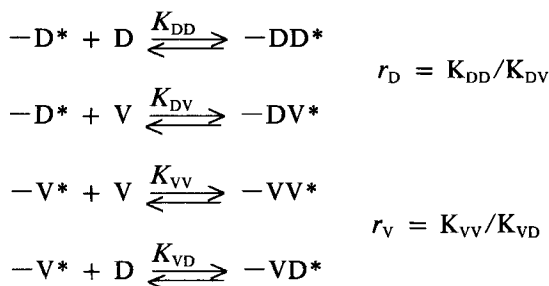 —D* + D K_DD ⇌ —DD*
r_D = K_DD/K_DV
—D* + V K_DV ⇌ —DV*
—V* + V K_VV ⇌ —VV*
r_V = K_VV/K_VD
—V* + D K_VD ⇌ —VD*